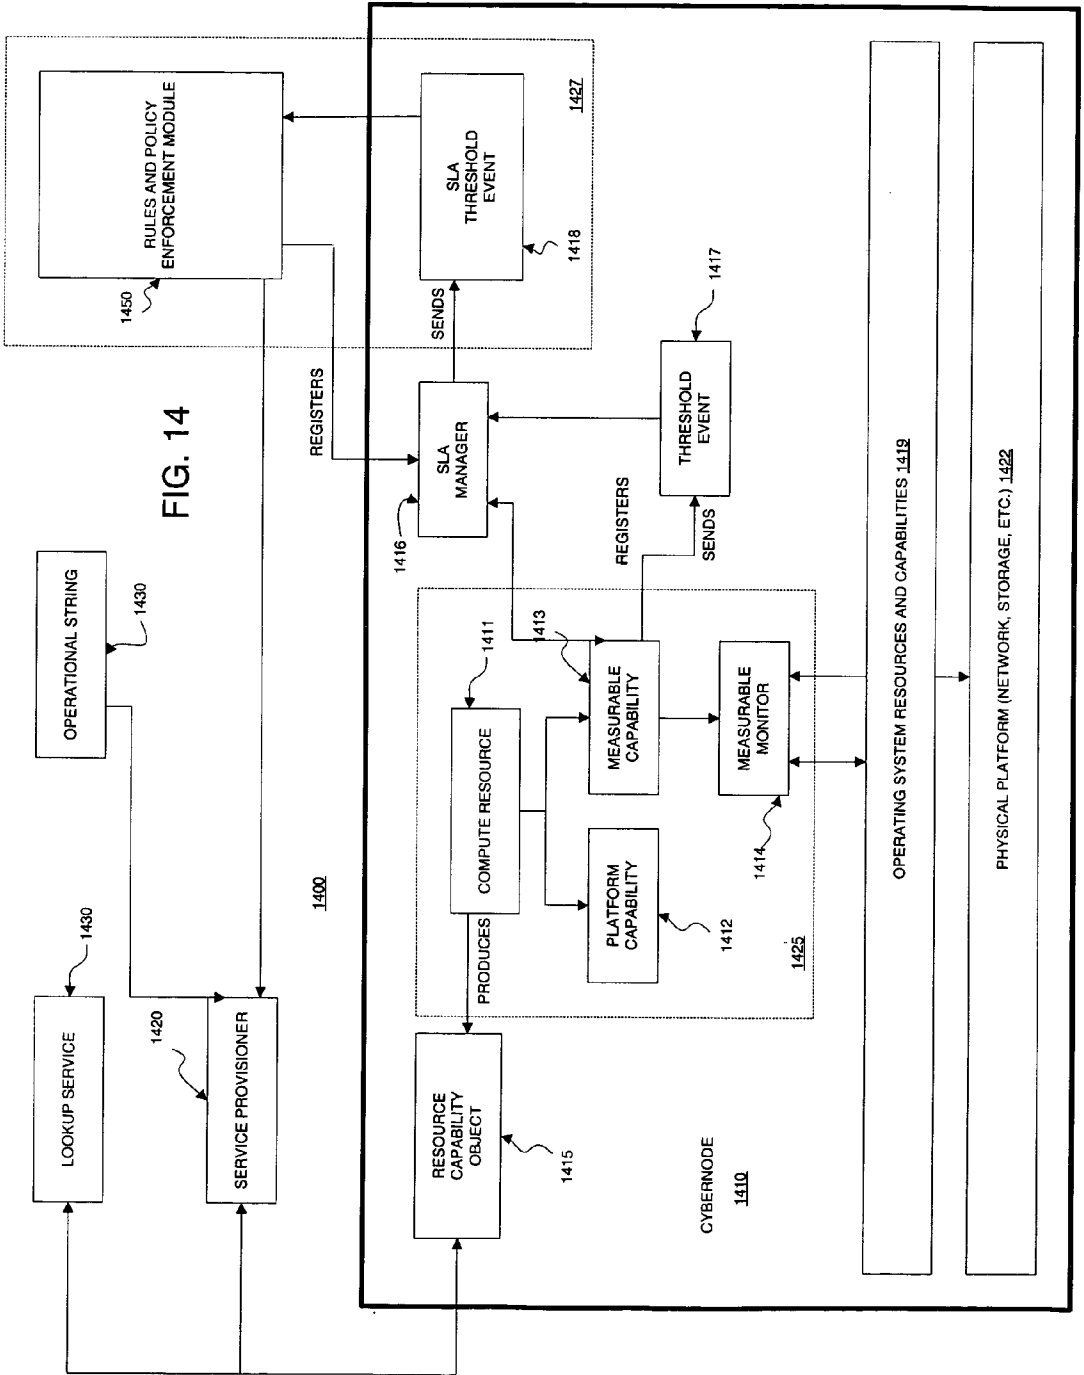 FIG. 14
1400
LOOKUP SERVICE
1430
OPERATIONAL STRING
1430
RULES AND POLICY
ENFORCEMENT MODULE
1450
SERVICE PROVISIONER
1420
REGISTERS
1427
RESOURCE
CAPABILITY
OBJECT
1415
PRODUCES
COMPUTE RESOURCE
1411
SLA
MANAGER
1416
SENDS
SLA
THRESHOLD
EVENT
1418
PLATFORM
CAPABILITY
1412
MEASURABLE
CAPABILITY
1413
REGISTERS
SENDS
THRESHOLD
EVENT
1417
MEASURABLE
MONITOR
1414
1425
CYBERNODE
1410
OPERATING SYSTEM RESOURCES AND CAPABILITIES 1419
PHYSICAL PLATFORM (NETWORK, STORAGE, ETC.) 1422